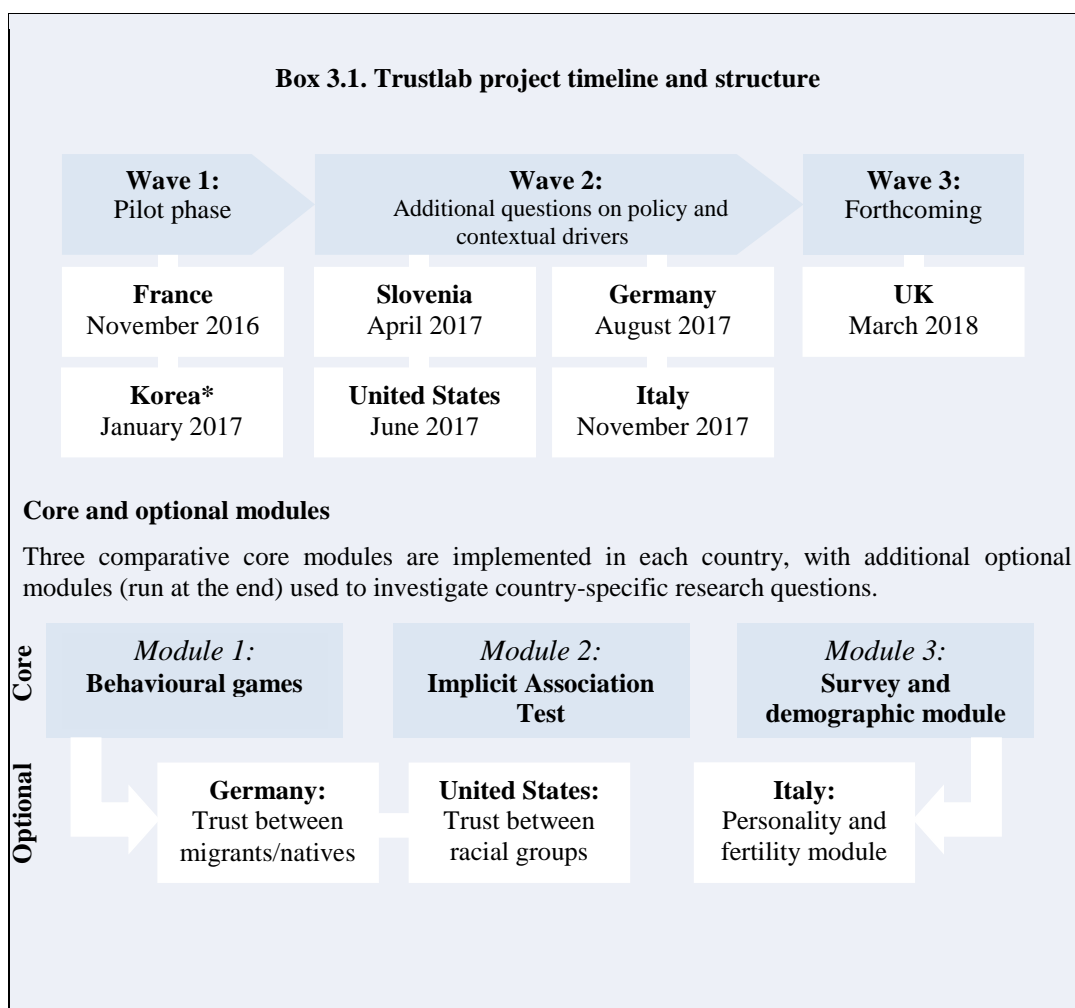 Box 3.1. Trustlab project timeline and structure
Wave 1:
Pilot phase
Wave 2:
Additional questions on policy and
contextual drivers
Wave 3:
Forthcoming
France
November 2016
Slovenia
April 2017
Germany
August 2017
UK
March 2018
Korea*
January 2017
United States
June 2017
Italy
November 2017
Core and optional modules
Three comparative core modules are implemented in each country, with additional optional
modules (run at the end) used to investigate country-specific research questions.
Core
Module 1:
Behavioural games
Module 2:
Implicit Association
Test
Module 3:
Survey and
demographic module
Optional
Germany:
Trust between
migrants/natives
United States:
Trust between
racial groups
Italy:
Personality and
fertility module